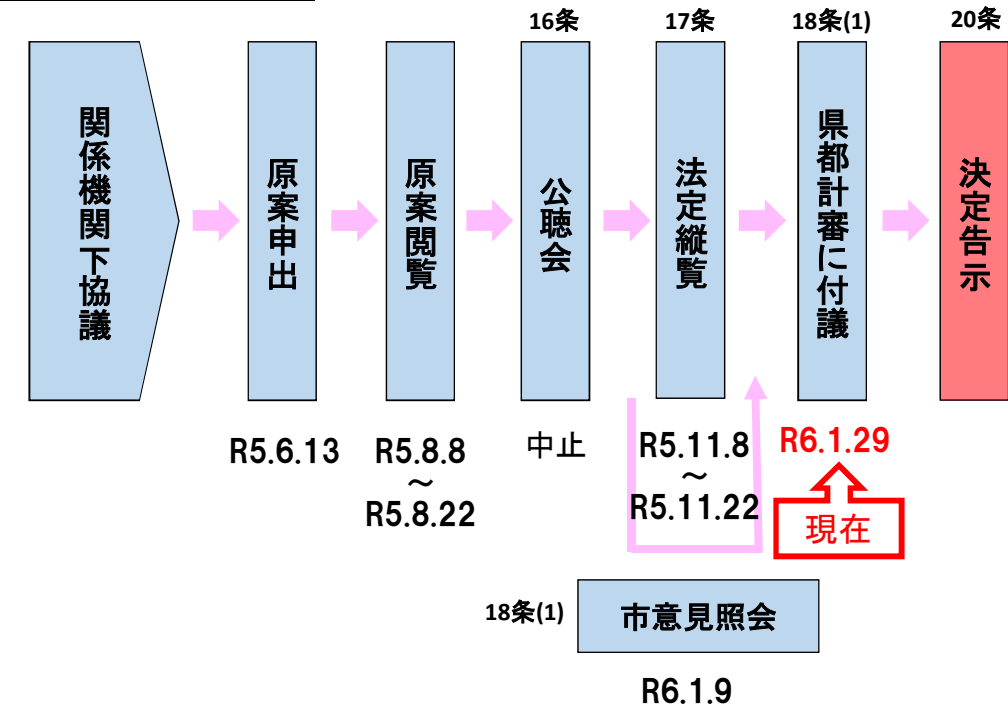 16条
17条
18条(1)
20条
関係機関下協議
原案申出
原案閲覧
公聴会
法定縦覧
県都計審に付議
決定告示
R5.6.13
R5.8.8
～
R5.8.22
中止
R5.11.8
～
R5.11.22
R6.1.29
現在
18条(1)
市意見照会
R6.1.9